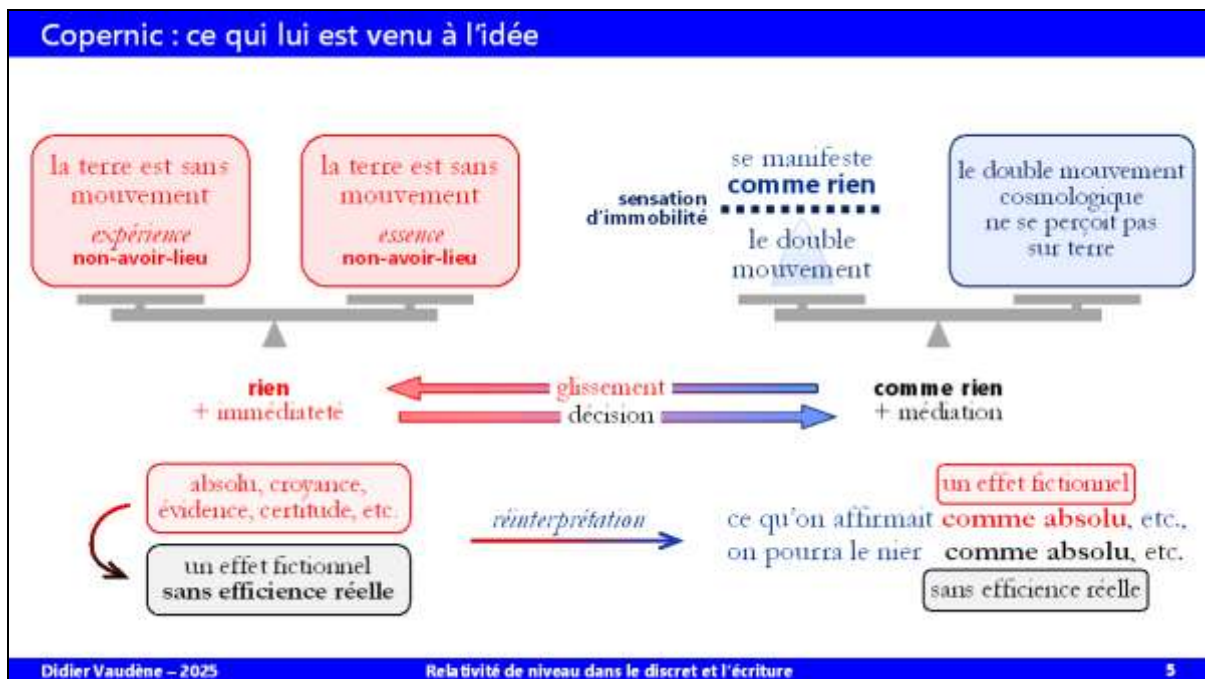 Copernic : ce qui lui est venu à l'idée
la terre est sans
mouvement
expérience
non-avoir-lieu
la terre est sans
mouvement
essence
non-avoir-lieu
sensation
d'immobilité
se manifeste
comme rien
le double
mouvement
le double mouvement
cosmologique
ne se perçoit pas
sur terre
rien
+ immédiateté
glissement
décision
comme rien
+ médiation
absolu, croyance,
évidence, certitude, etc.
un effet fictionnel
sans efficience réelle
réinterprétation
un effet fictionnel
ce qu'on affirmait comme absolu, etc.,
on pourra le nier comme absolu, etc.
sans efficience réelle
Didier Vaudène – 2025 Relativité de niveau dans le discret et l'écriture 5